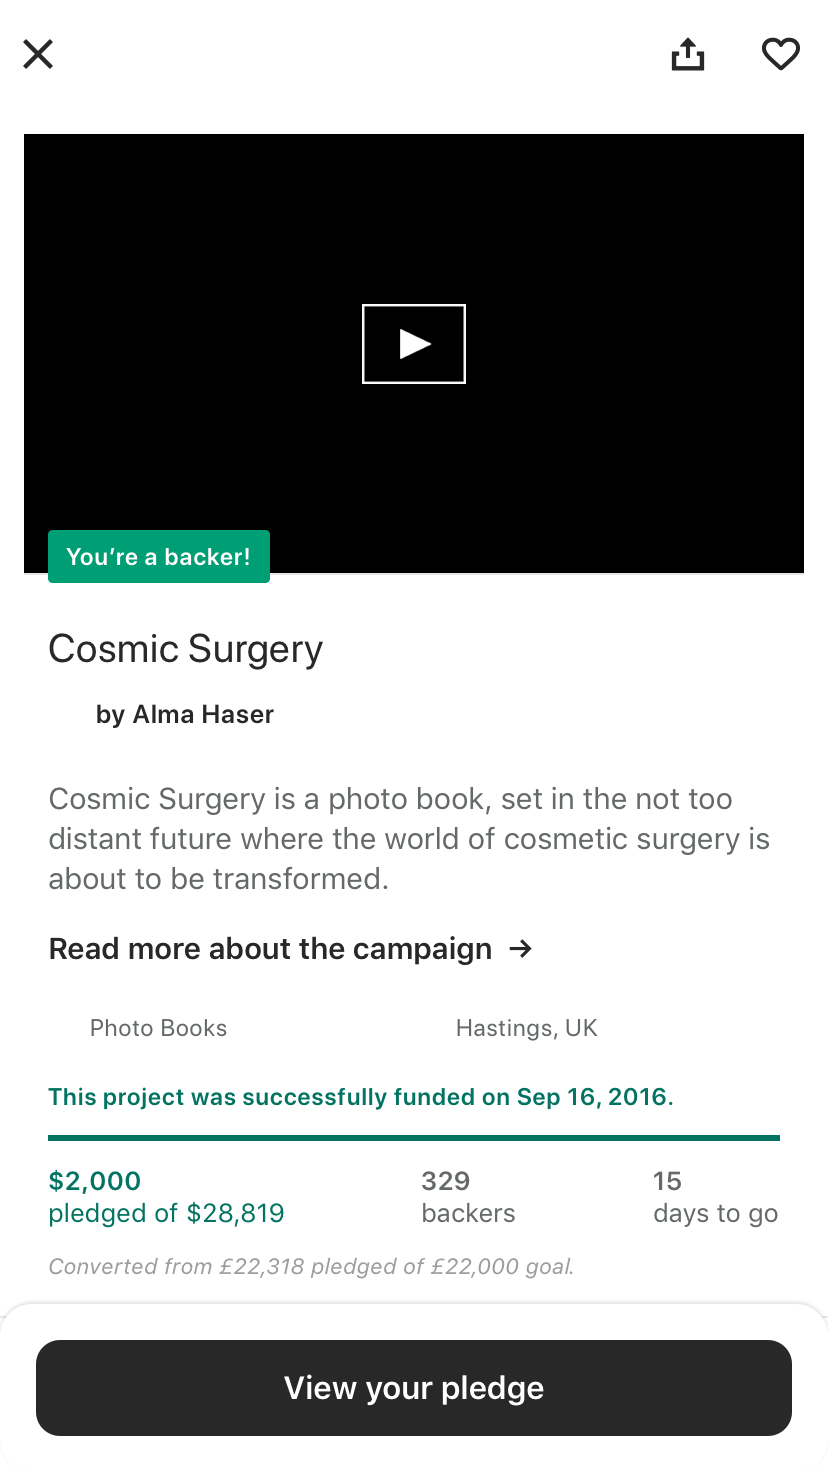 You’re a backer!
Cosmic Surgery
by Alma Haser
Cosmic Surgery is a photo book, set in the not too
distant future where the world of cosmetic surgery is
about to be transformed.
Read more about the campaign →
Photo Books
Hastings, UK
This project was successfully funded on Sep 16, 2016.
$2,000
pledged of $28,819
329
backers
15
days to go
Converted from £22,318 pledged of £22,000 goal.
View your pledge